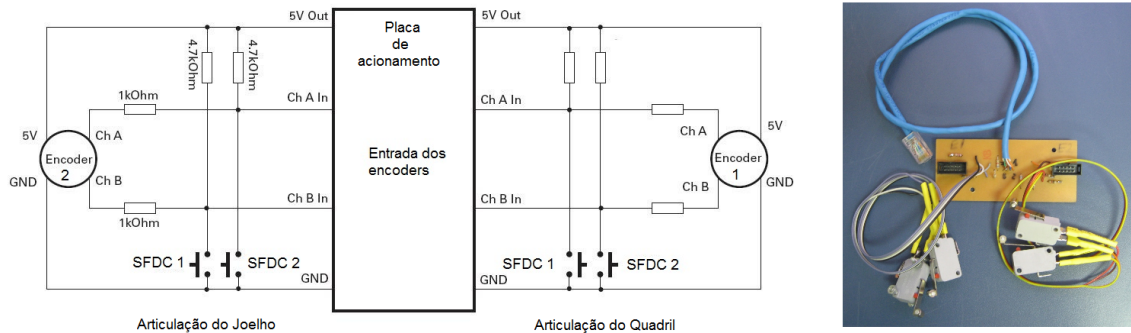 5V Out
Placa
de
acionamento
5V Out
4.7kOhm
4.7kOhm
1kOhm
Ch A In
Ch A In
5V
Ch A
Encoder
2
GND
Ch B
1kOhm
Entrada dos
encoders
Ch A
5V
Encoder
1
Ch B
GND
Ch B In
Ch B In
SFDC 1
SFDC 2
GND
SFDC 1
SFDC 2
GND
Articulação do Joelho
Articulação do Quadril